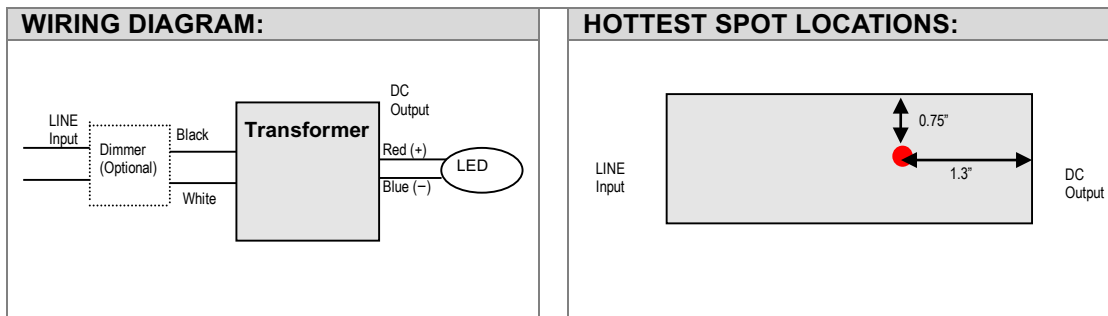 WIRING DIAGRAM:
LINE
Input
Dimmer
(Optional)
Black
White
Transformer
DC
Output
Red (+)
Blue (−)
LED
HOTTEST SPOT LOCATIONS:
LINE
Input
0.75”
1.3”
DC
Output